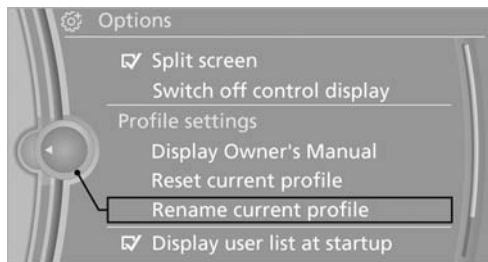 Options
Split screen
Switch off control display
Profile settings
Display Owner's Manual
Reset current profile
Rename current profile
Display user list at startup